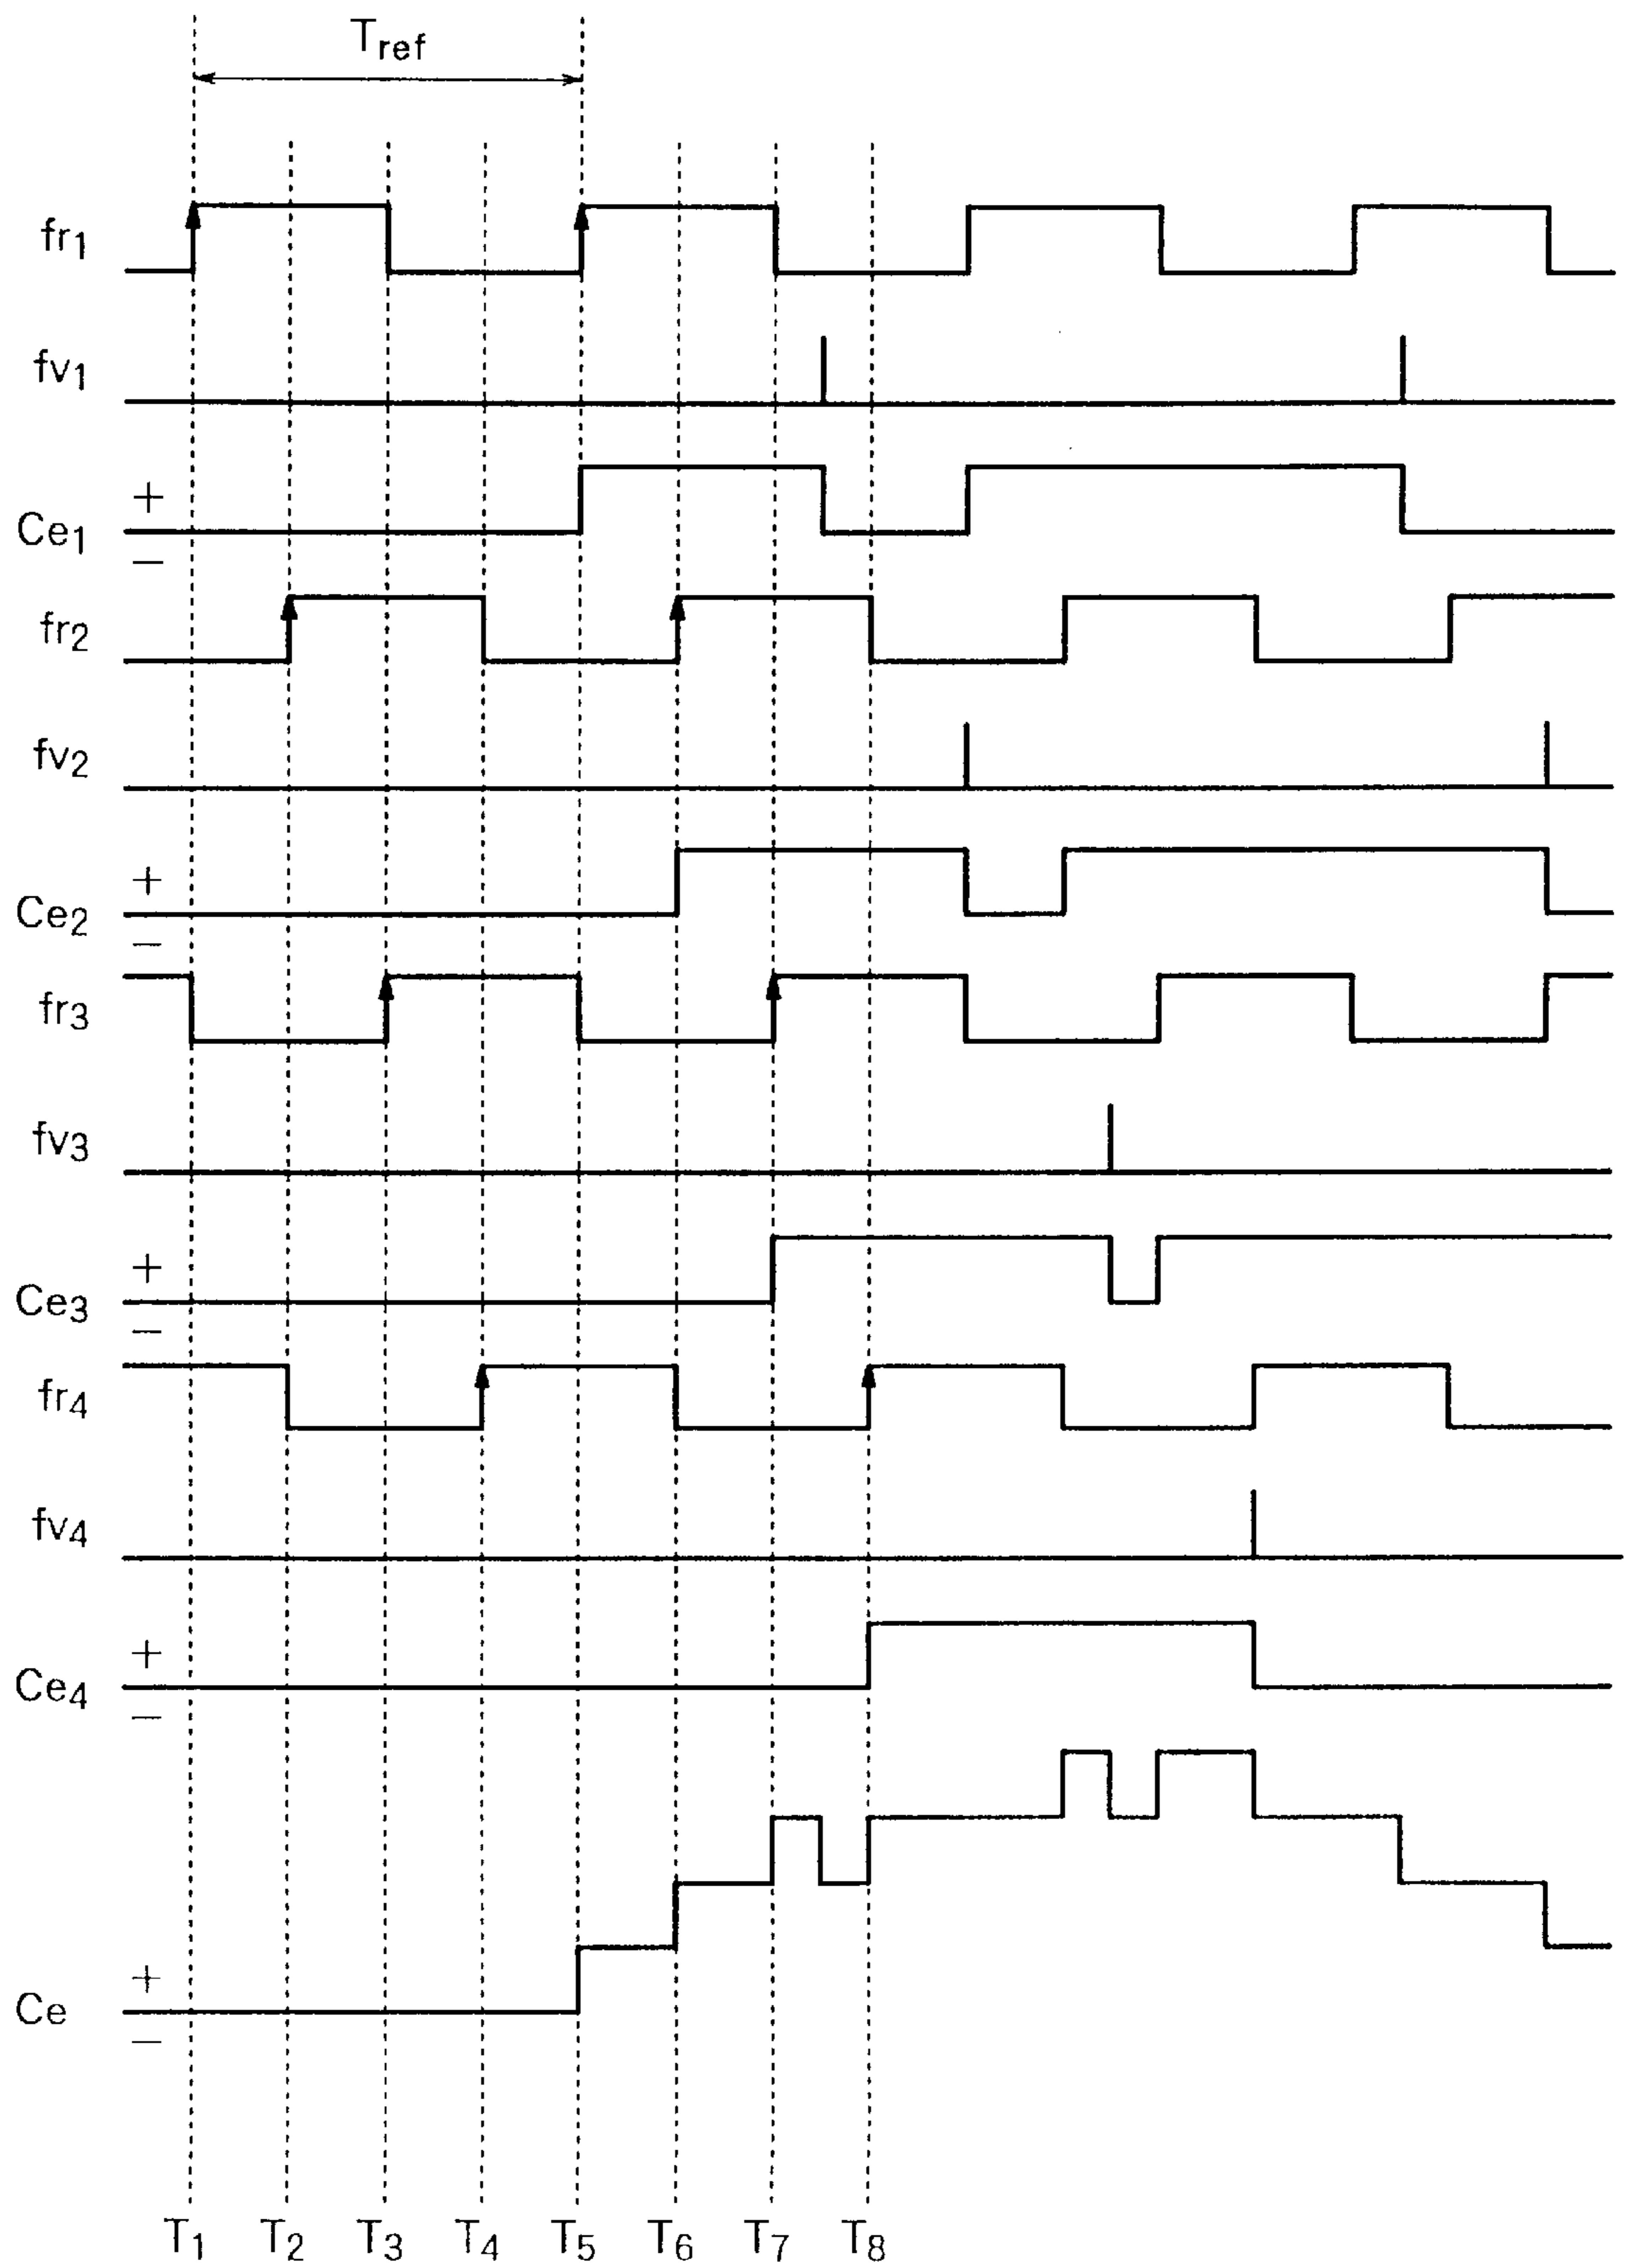 Tref
fr1
fv1
+
Ce1
−
fr2
fv2
+
Ce2
−
fr3
fv3
+
Ce3
−
fr4
fv4
+
Ce4
−
+
Ce
−
T1 T2 T3 T4 T5 T6 T7 T8